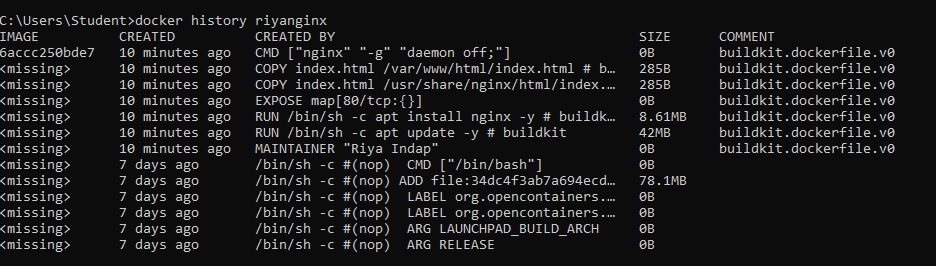 C:\Users\Student>docker history riyanginx
IMAGE CREATED CREATED BY SIZE COMMENT
6accc250bde7 10 minutes ago CMD ["nginx" "-g" "daemon off;"] 0B buildkit.dockerfile.v0
<missing> 10 minutes ago COPY index.html /var/www/html/index.html # b… 285B buildkit.dockerfile.v0
<missing> 10 minutes ago COPY index.html /usr/share/nginx/html/index.… 285B buildkit.dockerfile.v0
<missing> 10 minutes ago EXPOSE map[80/tcp:{}] 0B buildkit.dockerfile.v0
<missing> 10 minutes ago RUN /bin/sh -c apt install nginx -y # buildk… 8.61MB buildkit.dockerfile.v0
<missing> 10 minutes ago RUN /bin/sh -c apt update -y # buildkit 42MB buildkit.dockerfile.v0
<missing> 10 minutes ago MAINTAINER "Riya Indap" 0B buildkit.dockerfile.v0
<missing> 7 days ago /bin/sh -c #(nop) CMD ["/bin/bash"] 0B
<missing> 7 days ago /bin/sh -c #(nop) ADD file:34dc4f3ab7a694ecd… 78.1MB
<missing> 7 days ago /bin/sh -c #(nop) LABEL org.opencontainers.… 0B
<missing> 7 days ago /bin/sh -c #(nop) LABEL org.opencontainers.… 0B
<missing> 7 days ago /bin/sh -c #(nop) ARG LAUNCHPAD_BUILD_ARCH 0B
<missing> 7 days ago /bin/sh -c #(nop) ARG RELEASE 0B